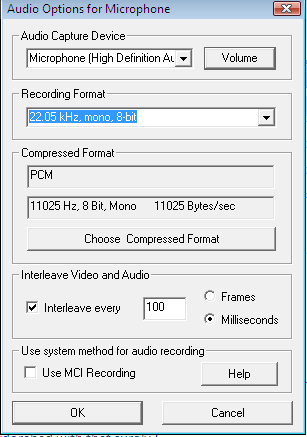 Audio Options for Microphone
Audio Capture Device
Microphone (High Definition Au
Volume
Recording Format
22.05 kHz, mono, 8-bit
Compressed Format
PCM
11025 Hz, 8 Bit, Mono 11025 Bytes/sec
Choose Compressed Format
Interleave Video and Audio
Interleave every 100
Frames
Milliseconds
Use system method for audio recording
Use MCI Recording
Help
OK
Cancel